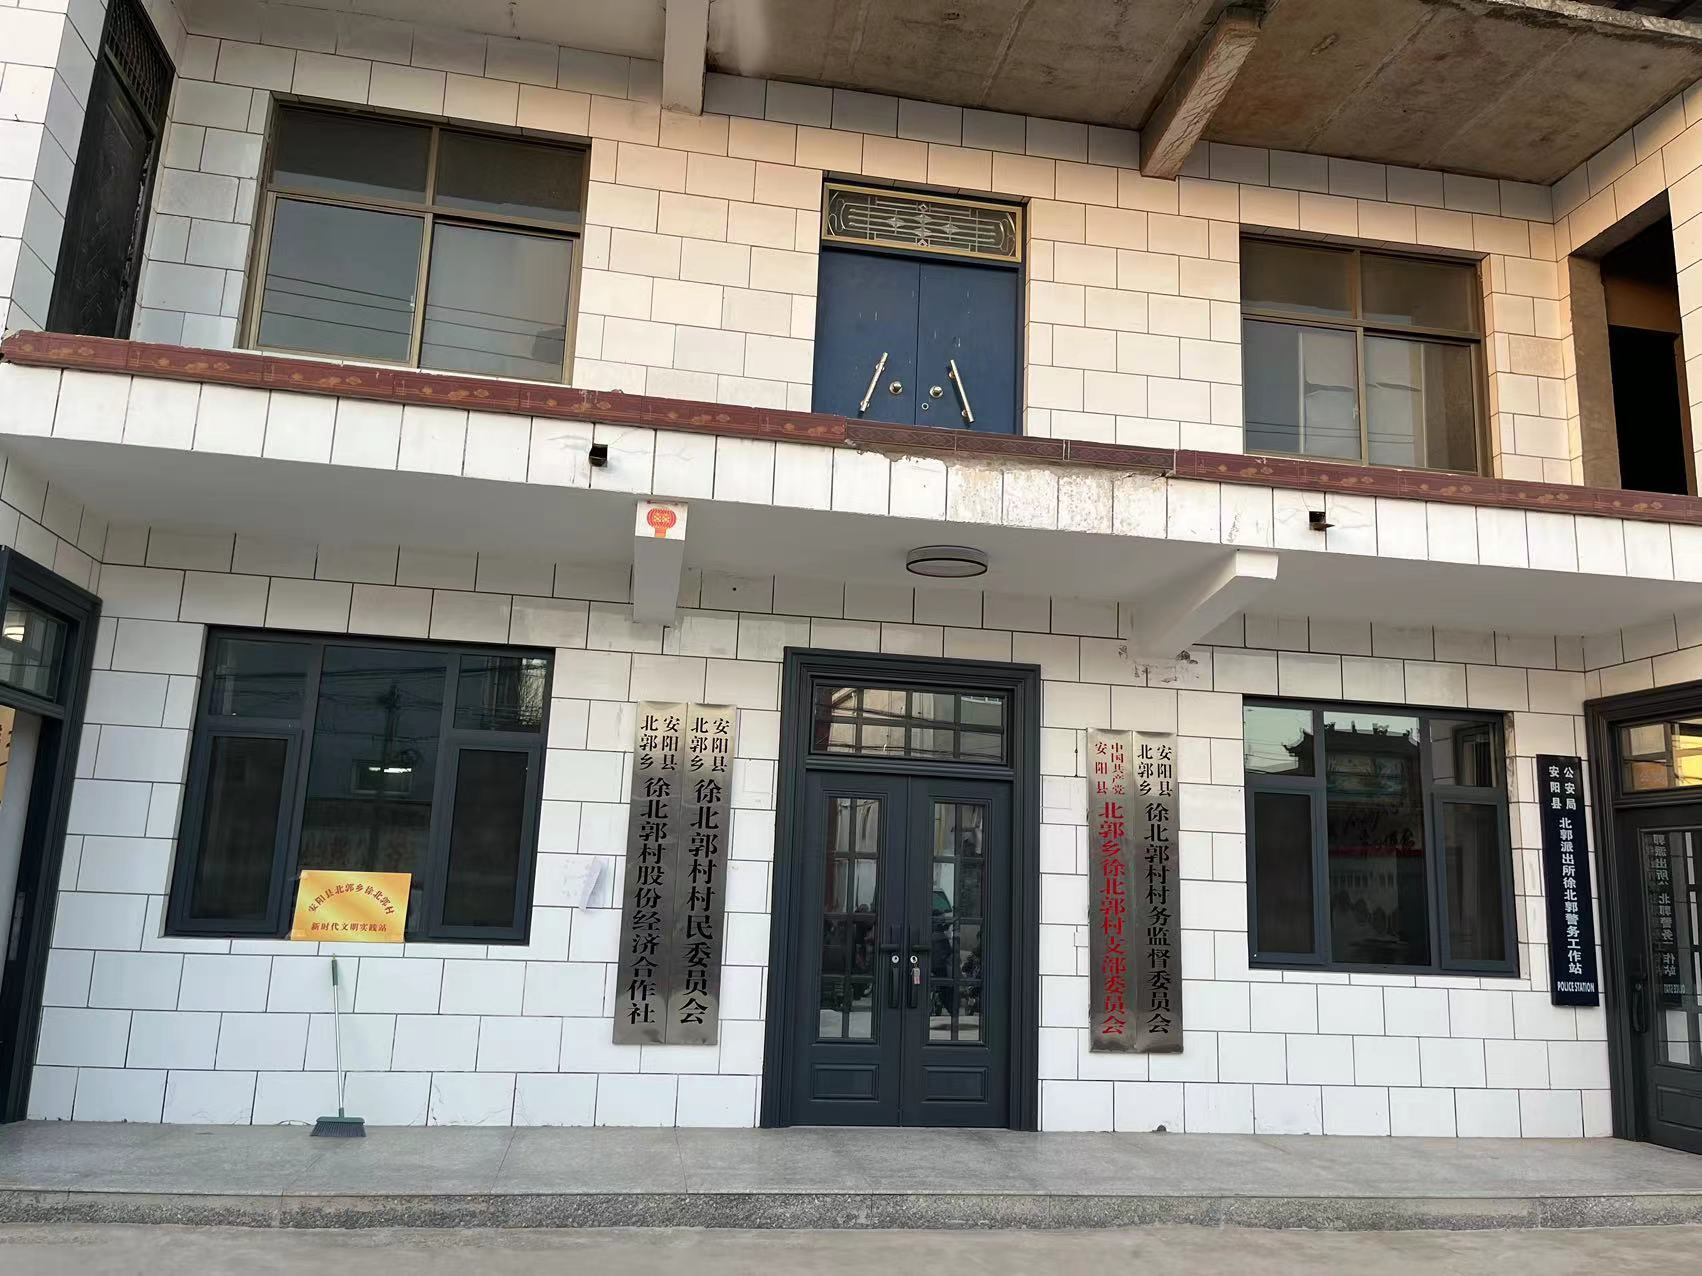 安阳县北郭乡徐北郭村
新时代文明实践站
安阳县
北郭乡
徐北郭村股份经济合作社
安阳县
北郭乡
徐北郭村村民委员会
中国共产党
安阳县
北郭乡徐北郭村支部委员会
安阳县
北郭乡
徐北郭村村务监督委员会
公安局
安阳县
北郭派出所徐北郭警务工作站
POLICE STATION